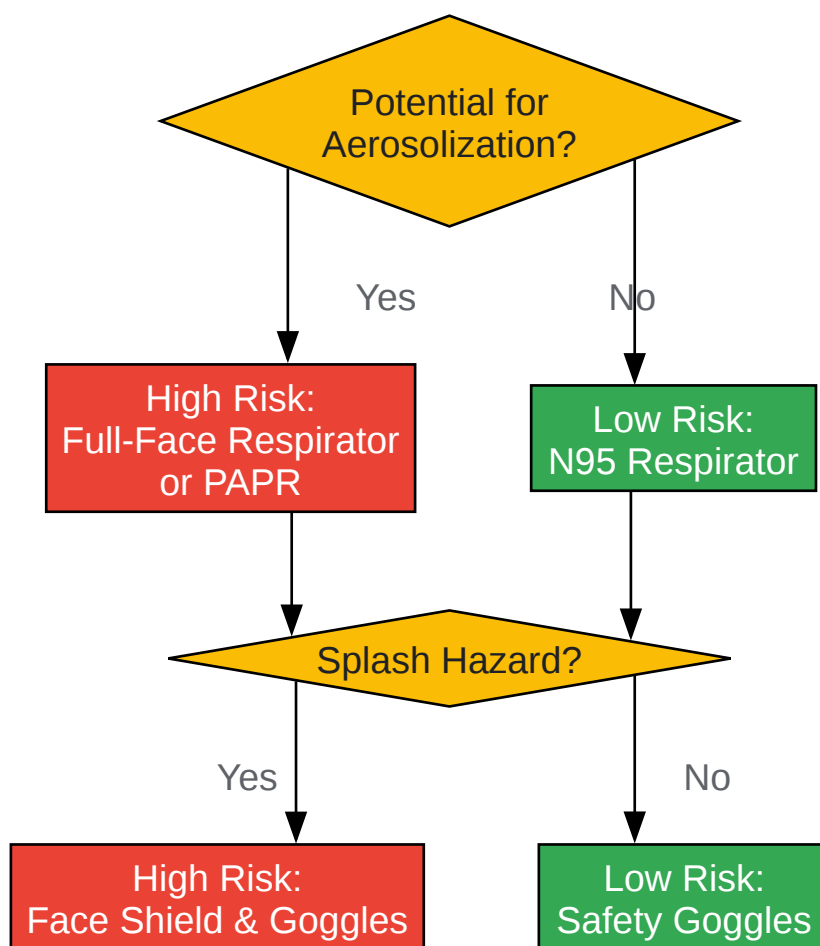 Potential for
Aerosolization?
Yes
No
High Risk:
Full-Face Respirator
or PAPR
Low Risk:
N95 Respirator
Splash Hazard?
Yes
No
High Risk:
Face Shield & Goggles
Low Risk:
Safety Goggles